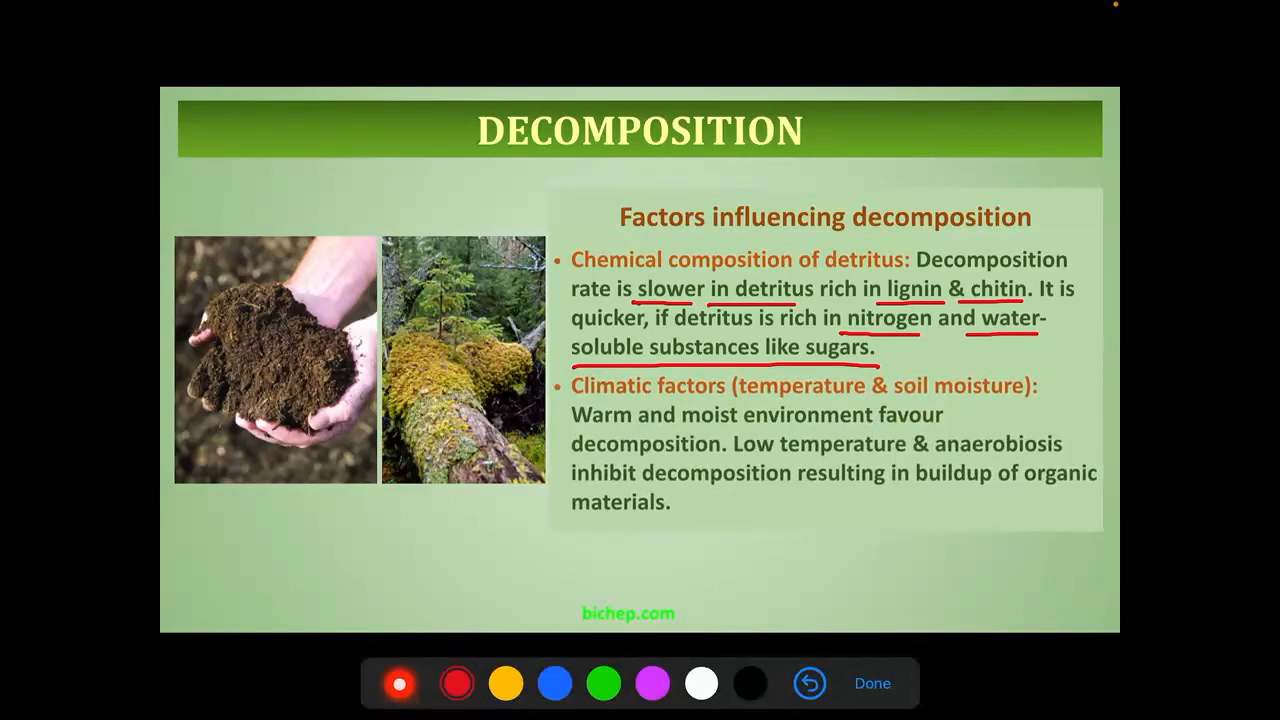 DECOMPOSITION
Factors influencing decomposition
• Chemical composition of detritus: Decomposition
rate is slower in detritus rich in lignin & chitin. It is
quicker, if detritus is rich in nitrogen and water-
soluble substances like sugars.
• Climatic factors (temperature & soil moisture):
Warm and moist environment favour
decomposition. Low temperature & anaerobiosis
inhibit decomposition resulting in buildup of organic
materials.
bichep.com
Done